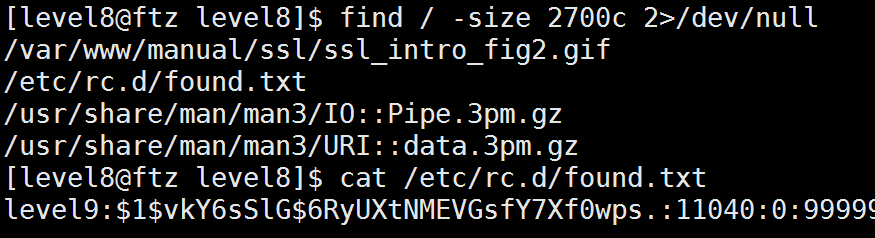 [level8@ftz level8]$ find / -size 2700c 2>/dev/null
/var/www/manual/ssl/ssl_intro_fig2.gif
/etc/rc.d/found.txt
/usr/share/man/man3/IO::Pipe.3pm.gz
/usr/share/man/man3/URI::data.3pm.gz
[level8@ftz level8]$ cat /etc/rc.d/found.txt
level9:$1$vkY6sSlG$6RyUXtNMEVGsfY7Xf0wps.:11040:0:99999